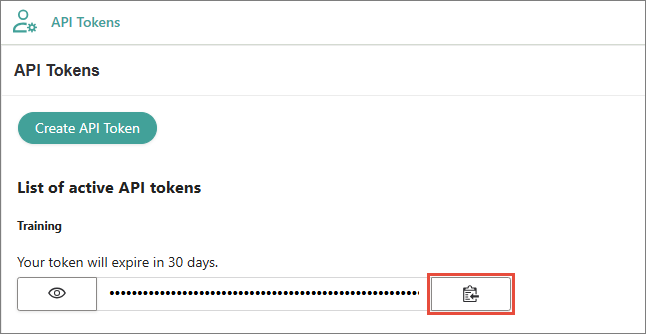 API Tokens
API Tokens
Create API Token
List of active API tokens
Training
Your token will expire in 30 days.